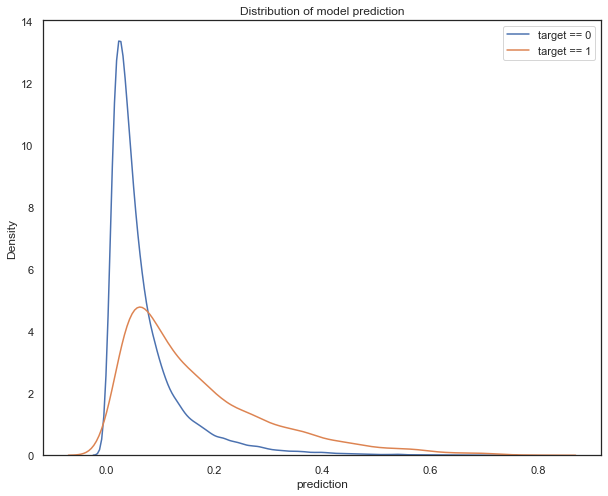 Distribution of model prediction
target == 0
target == 1
Density
14
12
10
8
6
4
2
0
0.0 0.2 0.4 0.6 0.8
prediction